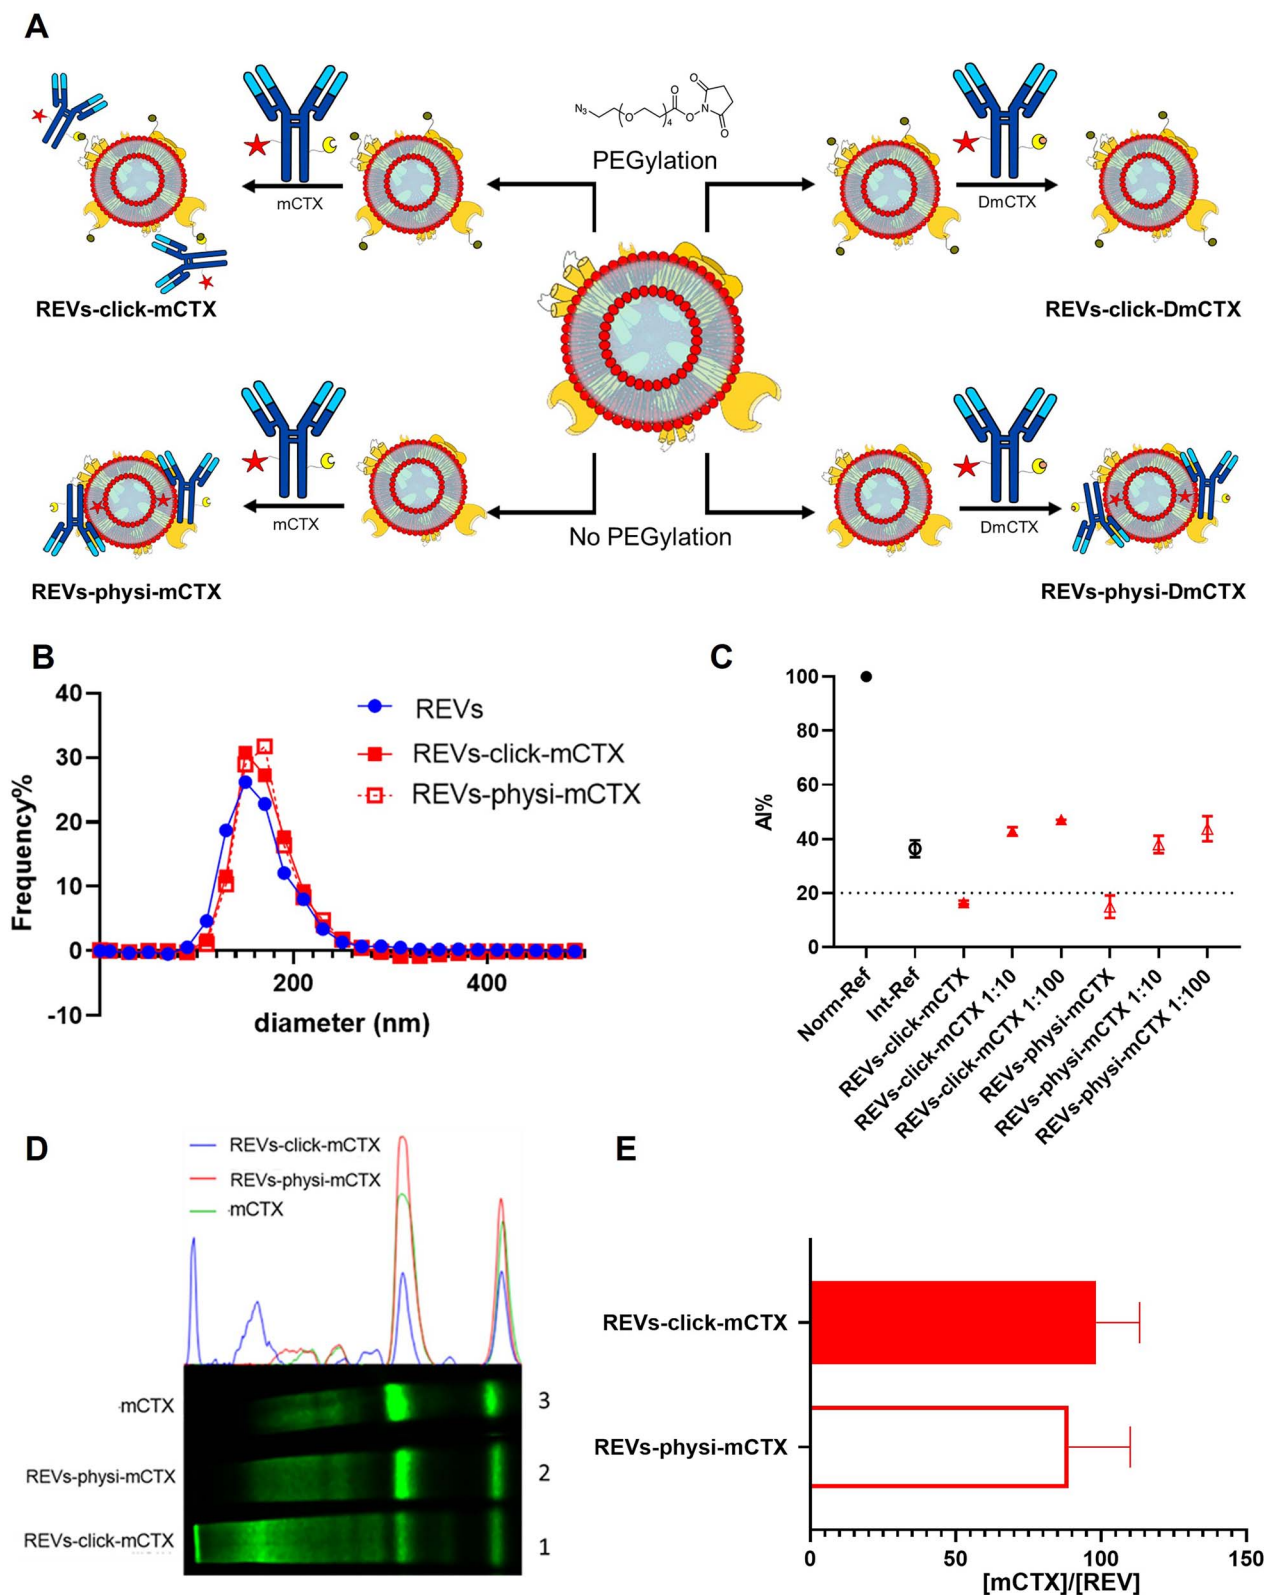 A
N3
O
4
O
O
N
O
O
PEGylation
mCTX
DmCTX
REVs-click-mCTX
REVs-click-DmCTX
mCTX
No PEGylation
DmCTX
REVs-physi-mCTX
REVs-physi-DmCTX
B
Frequency%
40
30
20
10
0
-10
200
400
diameter (nm)
REVs
REVs-click-mCTX
REVs-physi-mCTX
C
AI%
100
80
60
40
20
0
Norm-Ref
Int-Ref
REVs-click-mCTX
REVs-click-mCTX 1:10
REVs-click-mCTX 1:100
REVs-physi-mCTX
REVs-physi-mCTX 1:10
REVs-physi-mCTX 1:100
D
REVs-click-mCTX
REVs-physi-mCTX
mCTX
mCTX 3
REVs-physi-mCTX 2
REVs-click-mCTX 1
E
REVs-click-mCTX
REVs-physi-mCTX
0 50 100 150
[mCTX]/[REV]